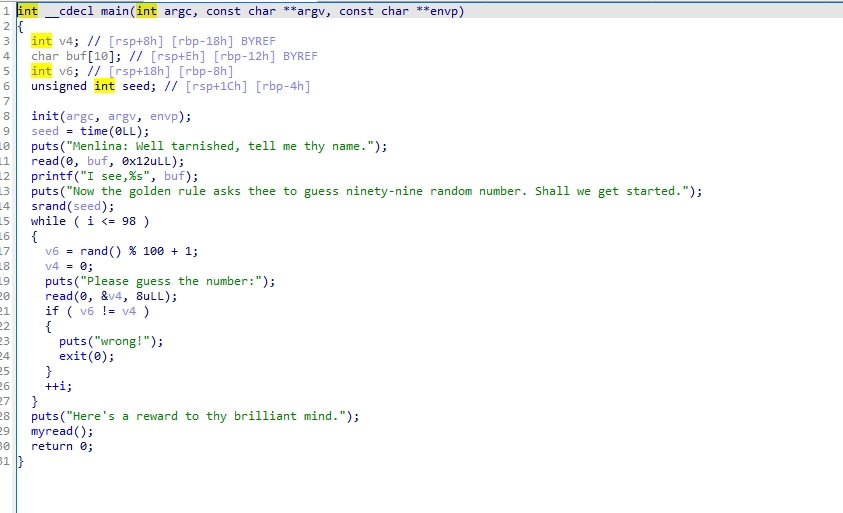 1 int __cdecl main(int argc, const char **argv, const char **envp)
2 {
3 int v4; // [rsp+8h] [rbp-18h] BYREF
4 char buf[10]; // [rsp+Eh] [rbp-12h] BYREF
5 int v6; // [rsp+18h] [rbp-8h]
6 unsigned int seed; // [rsp+1Ch] [rbp-4h]
7
8 init(argc, argv, envp);
9 seed = time(0LL);
10 puts("Menlina: Well tarnished, tell me thy name.");
11 read(0, buf, 0x12uLL);
12 printf("I see,%s", buf);
13 puts("Now the golden rule asks thee to guess ninety-nine random number. Shall we get started.");
14 srand(seed);
15 while ( i <= 98 )
16 {
17 v6 = rand() % 100 + 1;
18 v4 = 0;
19 puts("Please guess the number:");
20 read(0, &v4, 8uLL);
21 if ( v6 != v4 )
22 {
23 puts("wrong!");
24 exit(0);
25 }
26 ++i;
27 }
28 puts("Here's a reward to thy brilliant mind.");
29 myread();
30 return 0;
31 }